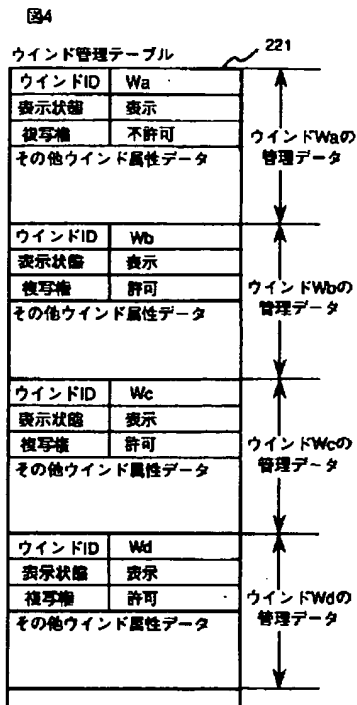 図4
ウインド管理テーブル
221
ウインドID Wa
表示状態 表示
複写権 不許可
その他ウインド属性データ
ウインドWaの
管理データ
ウインドID Wb
表示状態 表示
複写権 許可
その他ウインド属性データ
ウインドWbの
管理データ
ウインドID Wc
表示状態 表示
複写権 許可
その他ウインド属性データ
ウインドWcの
管理データ
ウインドID Wd
表示状態 表示
複写権 許可
その他ウインド属性データ
ウインドWdの
管理データ